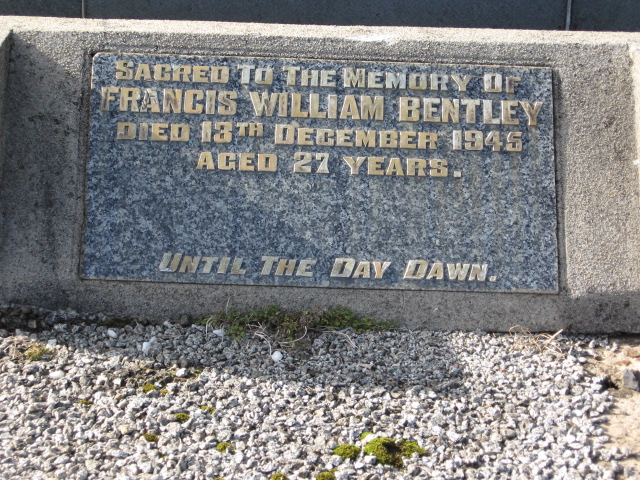 SACRED TO THE MEMORY OF
FRANCIS WILLIAM BENTLEY
DIED 13TH DECEMBER 1945
AGED 27 YEARS.
UNTIL THE DAY DAWN.